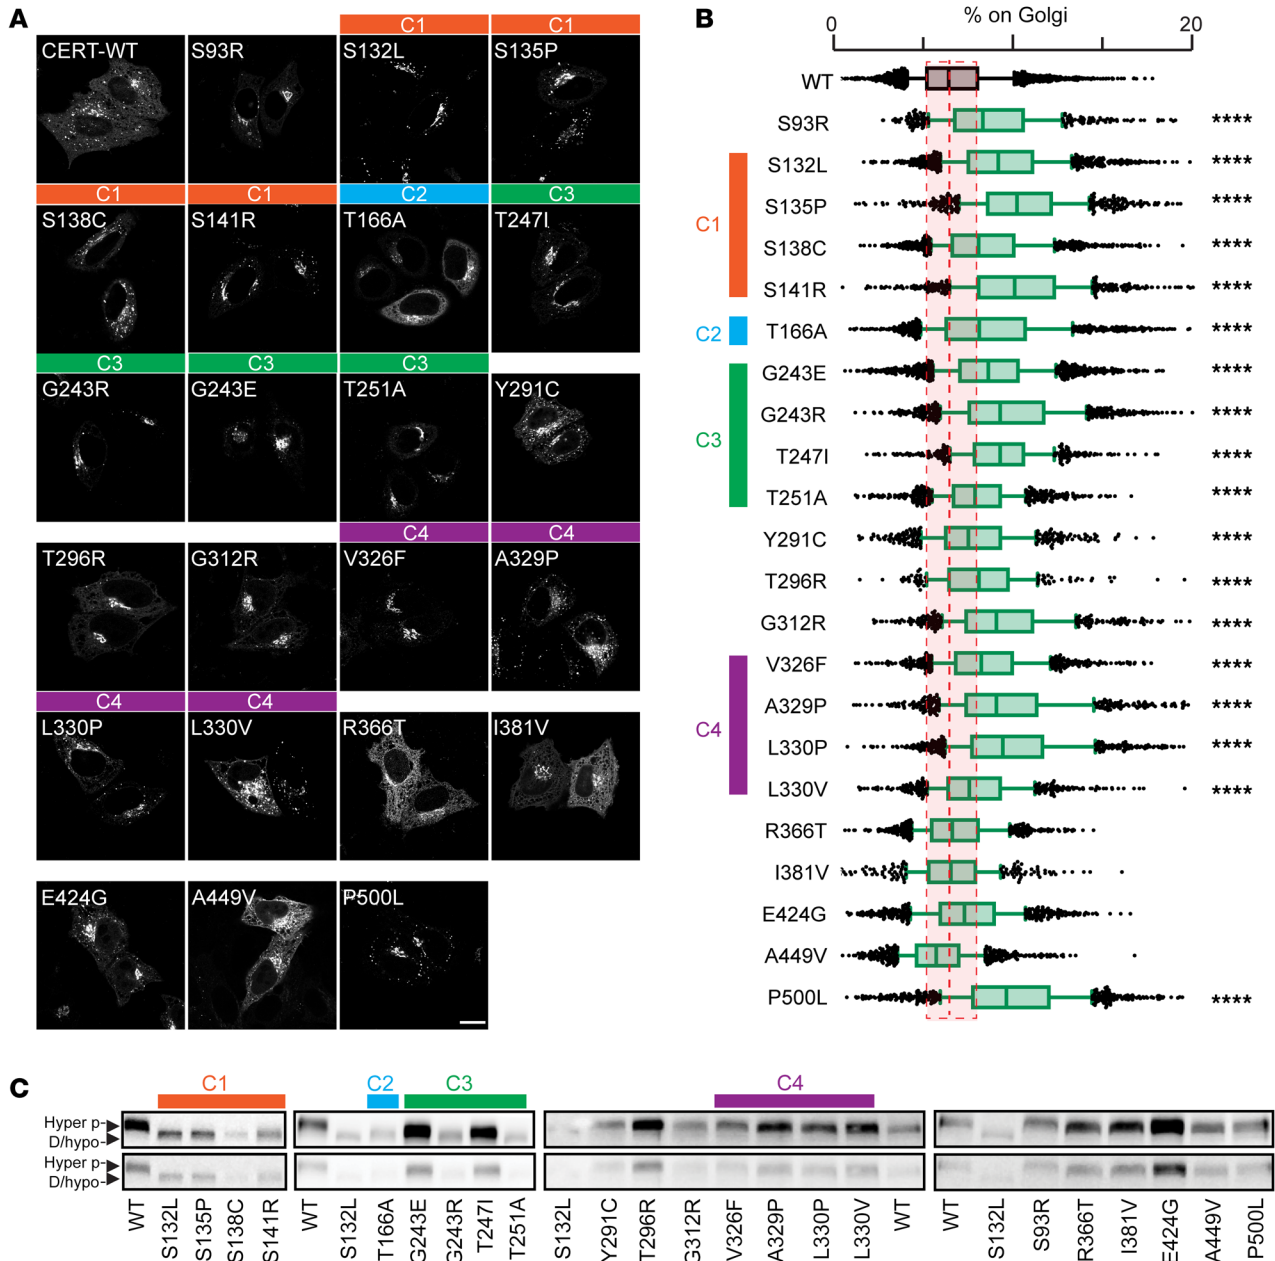 A
C1 C1
CERT-WT S93R S132L S135P
C1 C1 C2 C3
S138C S141R T166A T247I
C3 C3 C3
G243R G243E T251A Y291C
C4 C4
T296R G312R V326F A329P
C4 C4
L330P L330V R366T I381V
E424G A449V P500L
B
% on Golgi
0 20
WT
S93R ****
S132L ****
S135P ****
C1
S138C ****
S141R ****
C2 T166A ****
G243E ****
G243R ****
C3
T247I ****
T251A ****
Y291C ****
T296R ****
G312R ****
V326F ****
A329P ****
C4
L330P ****
L330V ****
R366T
I381V
E424G
A449V
P500L ****
C
C1 C2 C3 C4
Hyper p-
D/hypo-
Hyper p-
D/hypo-
WT S132L S135P S138C S141R WT S132L T166A G243E G243R T247I T251A S132L Y291C T296R G312R V326F A329P L330P L330V WT WT S132L S93R R366T I381V E424G A449V P500L